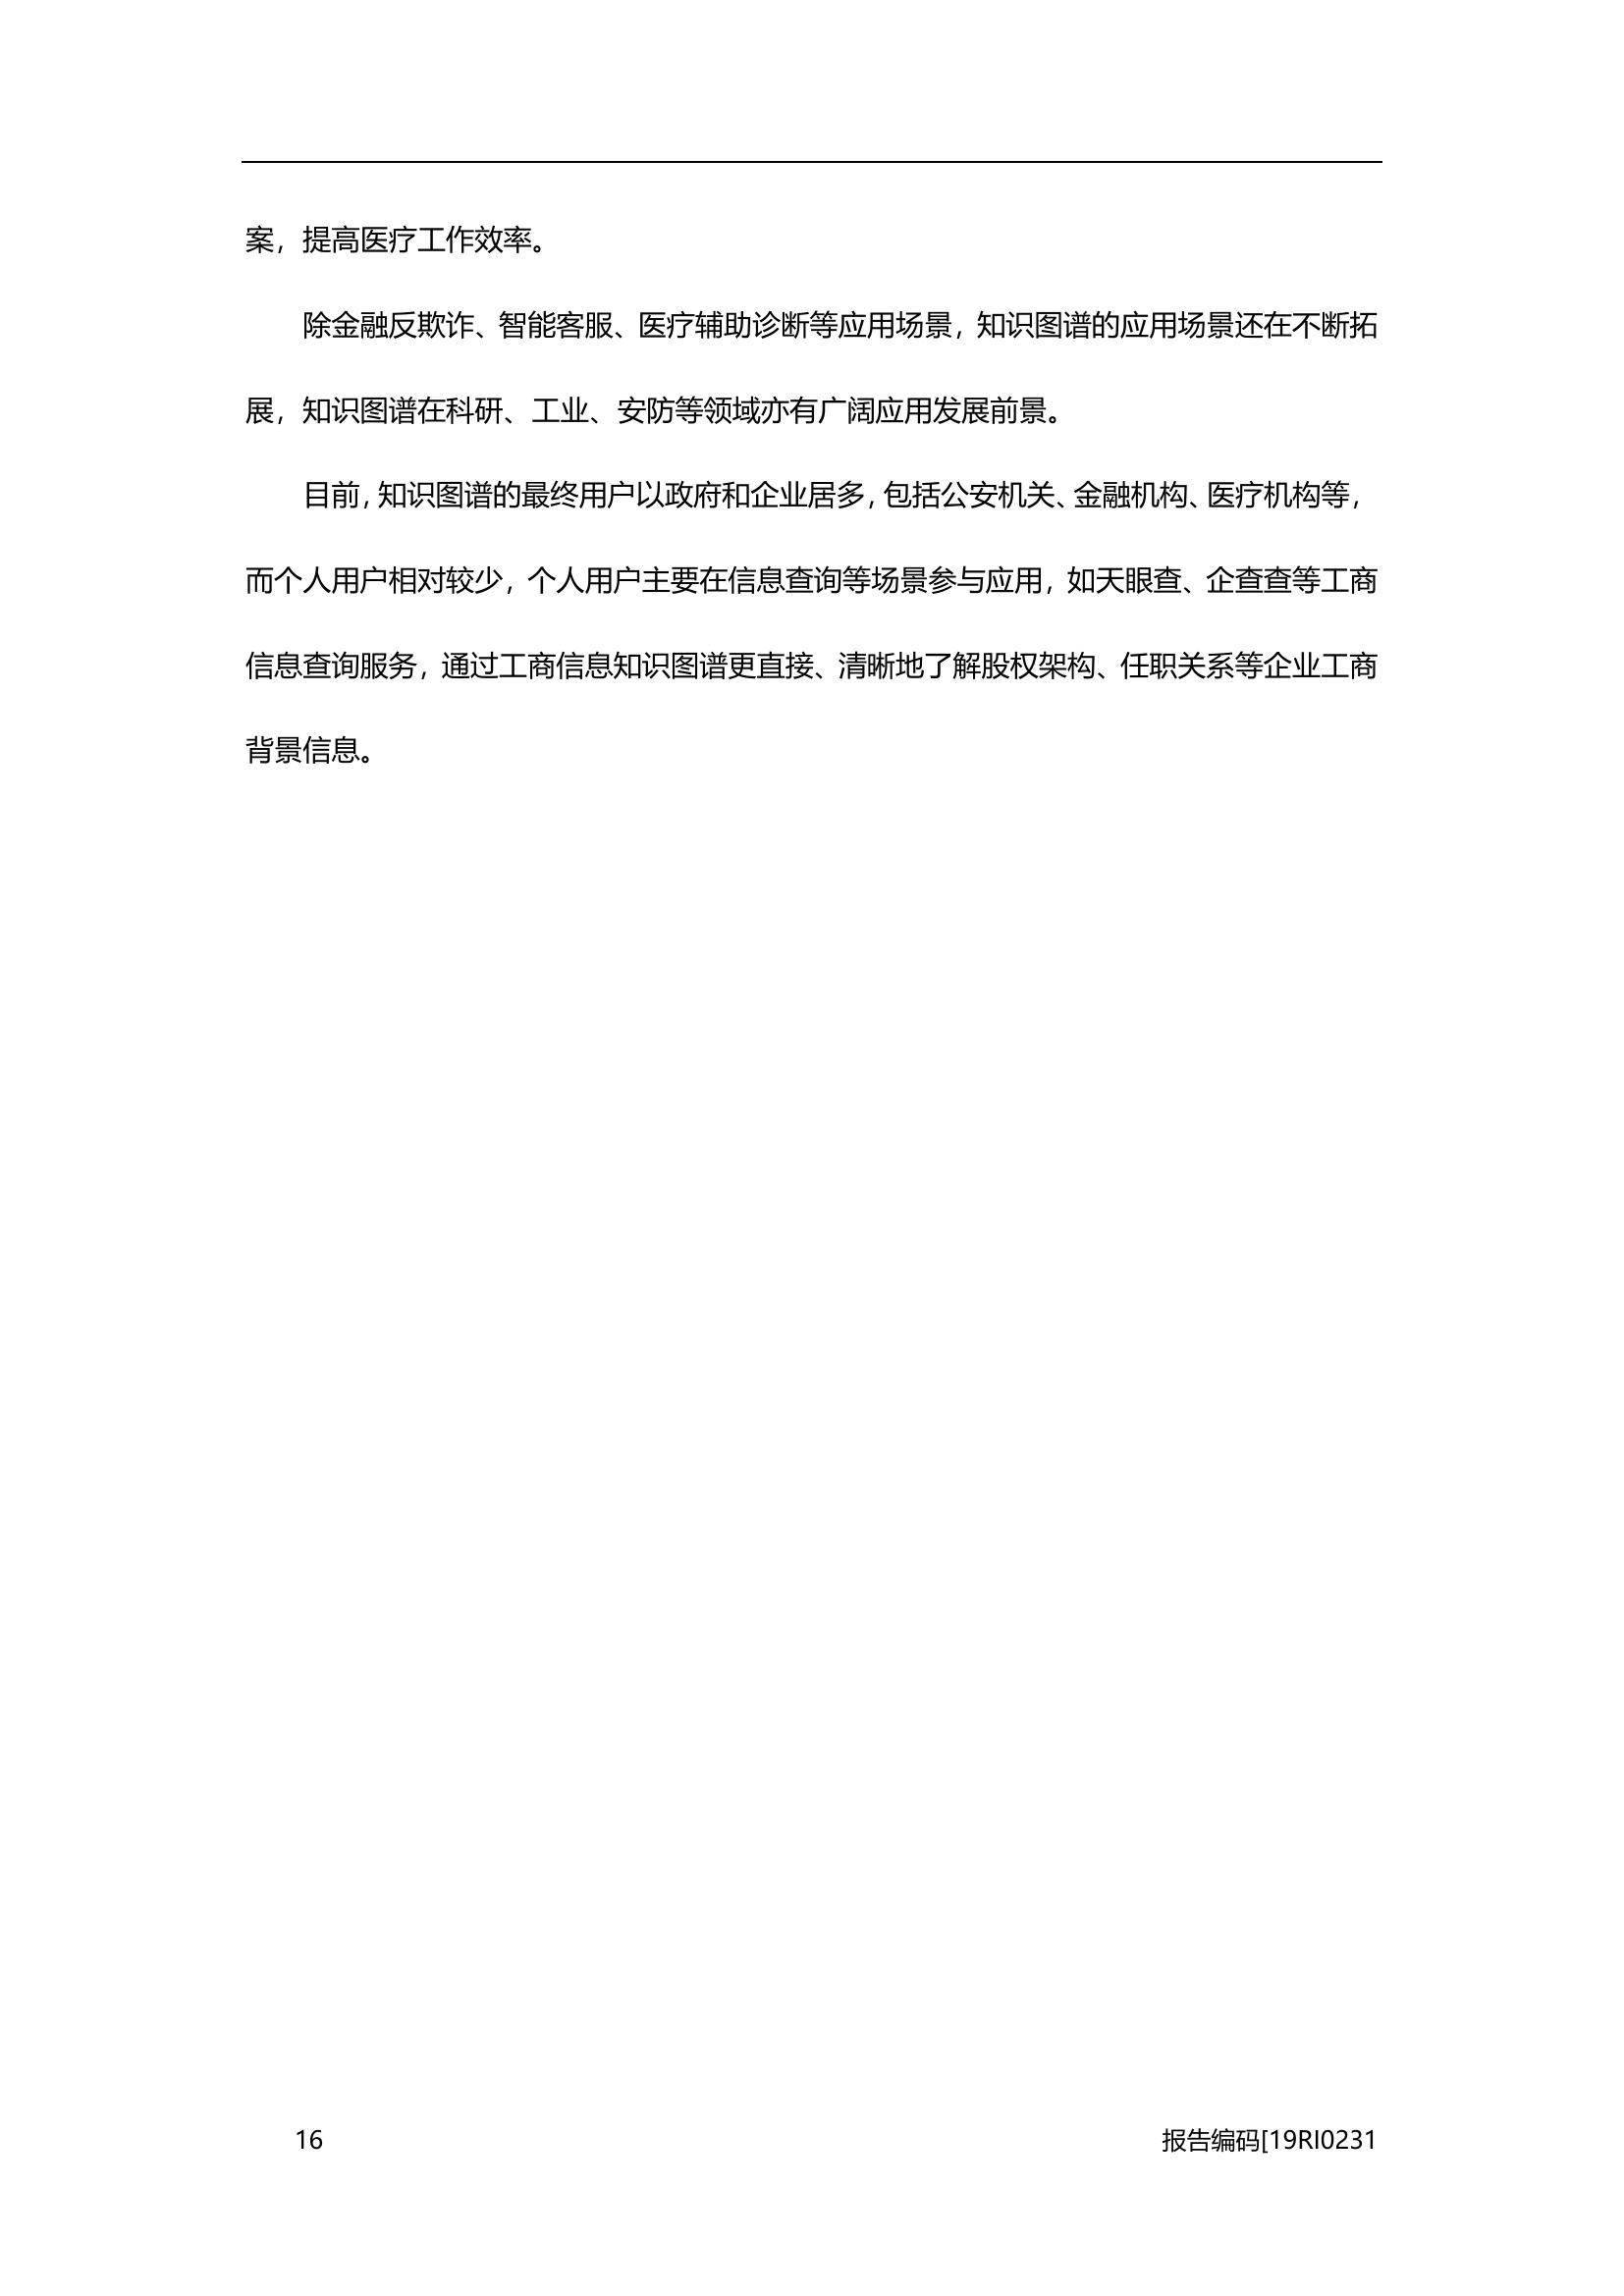 案，提高医疗工作效率。
除金融反欺诈、智能客服、医疗辅助诊断等应用场景，知识图谱的应用场景还在不断拓
展，知识图谱在科研、工业、安防等领域亦有广阔应用发展前景。
目前，知识图谱的最终用户以政府和企业居多，包括公安机关、金融机构、医疗机构等，
而个人用户相对较少，个人用户主要在信息查询等场景参与应用，如天眼查、企查查等工商
信息查询服务，通过工商信息知识图谱更直接、清晰地了解股权架构、任职关系等企业工商
背景信息。
16 报告编码[19RI0231